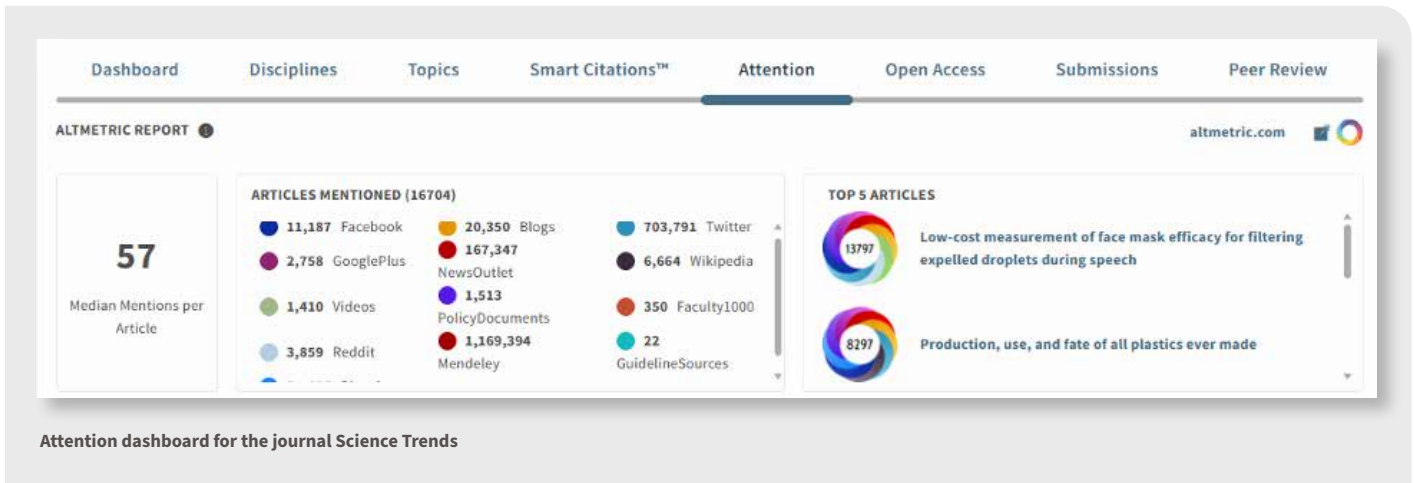 Dashboard Disciplines Topics Smart Citations™ Attention Open Access Submissions Peer Review
ALTMETRIC REPORT
altmetric.com
57
Median Mentions per
Article
ARTICLES MENTIONED (16704)
11,187 Facebook
20,350 Blogs
703,791 Twitter
2,758 GooglePlus
167,347
NewsOutlet
6,664 Wikipedia
1,410 Videos
1,513
PolicyDocuments
350 Faculty1000
3,859 Reddit
1,169,394
Mendeley
22
GuidelineSources
TOP 5 ARTICLES
13797
Low-cost measurement of face mask efficacy for filtering
expelled droplets during speech
8297
Production, use, and fate of all plastics ever made
Attention dashboard for the journal Science Trends